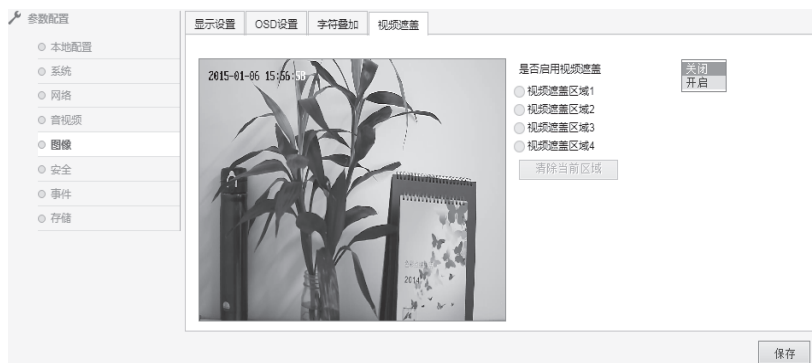 参数配置
本地配置
系统
网络
音视频
图像
安全
事件
存储
显示设置 OSD设置 字符叠加 视频遮盖
2015-01-06 15:56:58
2014
是否启用视频遮盖
关闭
开启
视频遮盖区域1
视频遮盖区域2
视频遮盖区域3
视频遮盖区域4
清除当前区域
保存